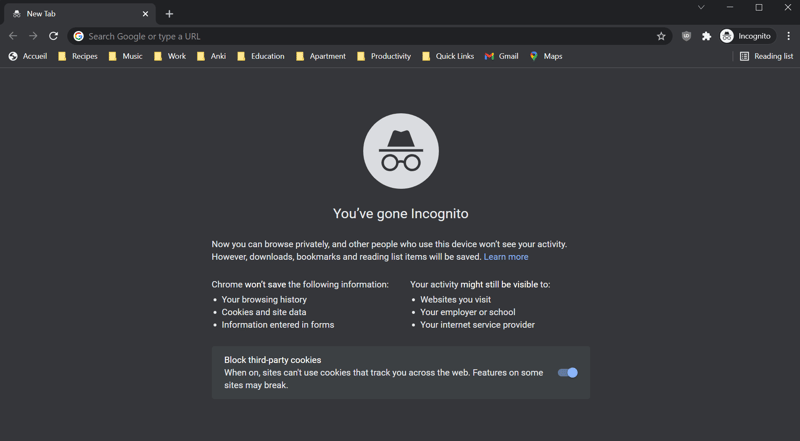 New Tab
Search Google or type a URL
Incognito
Accueil Recipes Music Work Anki Education Apartment Productivity Quick Links Gmail Maps Reading list
You've gone Incognito
Now you can browse privately, and other people who use this device won't see your activity.
However, downloads, bookmarks and reading list items will be saved. Learn more
Chrome won't save the following information:
• Your browsing history
• Cookies and site data
• Information entered in forms
Your activity might still be visible to:
• Websites you visit
• Your employer or school
• Your internet service provider
Block third-party cookies
When on, sites can't use cookies that track you across the web. Features on some
sites may break.